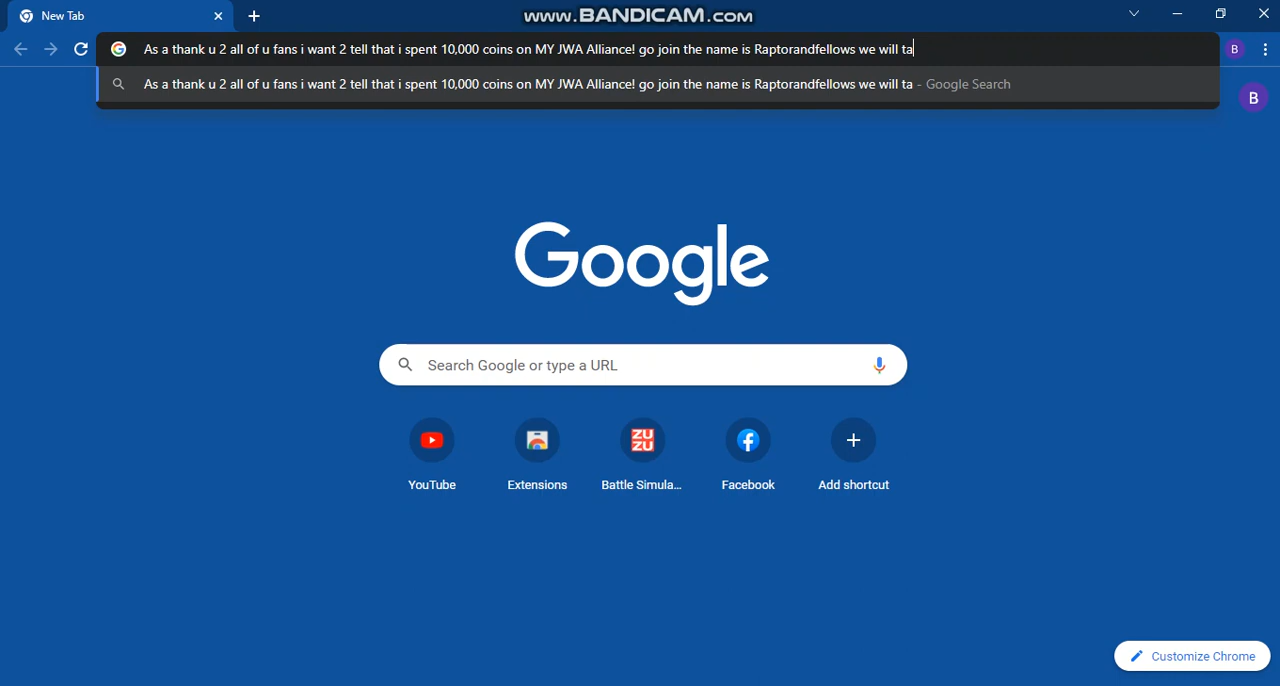 New Tab
www.BANDICAM.com
As a thank u 2 all of u fans i want 2 tell that i spent 10,000 coins on MY JWA Alliance! go join the name is Raptorandfellows we will ta
B
As a thank u 2 all of u fans i want 2 tell that i spent 10,000 coins on MY JWA Alliance! go join the name is Raptorandfellows we will ta - Google Search
B
Google
Search Google or type a URL
ZU
ZU
YouTube Extensions Battle Simula... Facebook Add shortcut
Customize Chrome